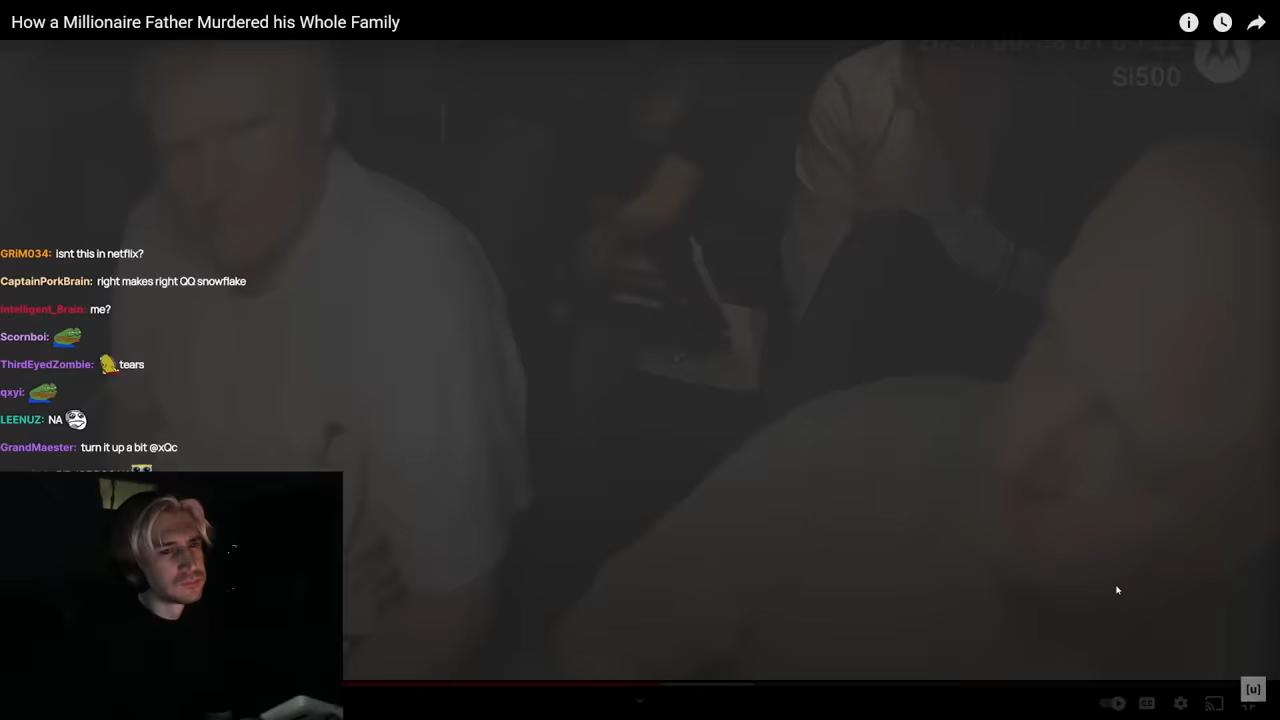 How a Millionaire Father Murdered his Whole Family
Si500
GRiM034: isnt this in netflix?
CaptainPorkBrain: right makes right QQ snowflake
Intelligent_Brain: me?
Scornboi:
ThirdEyedZombie: tears
qxyi:
LEENUZ: NA
GrandMaester: turn it up a bit @xQc
[u]